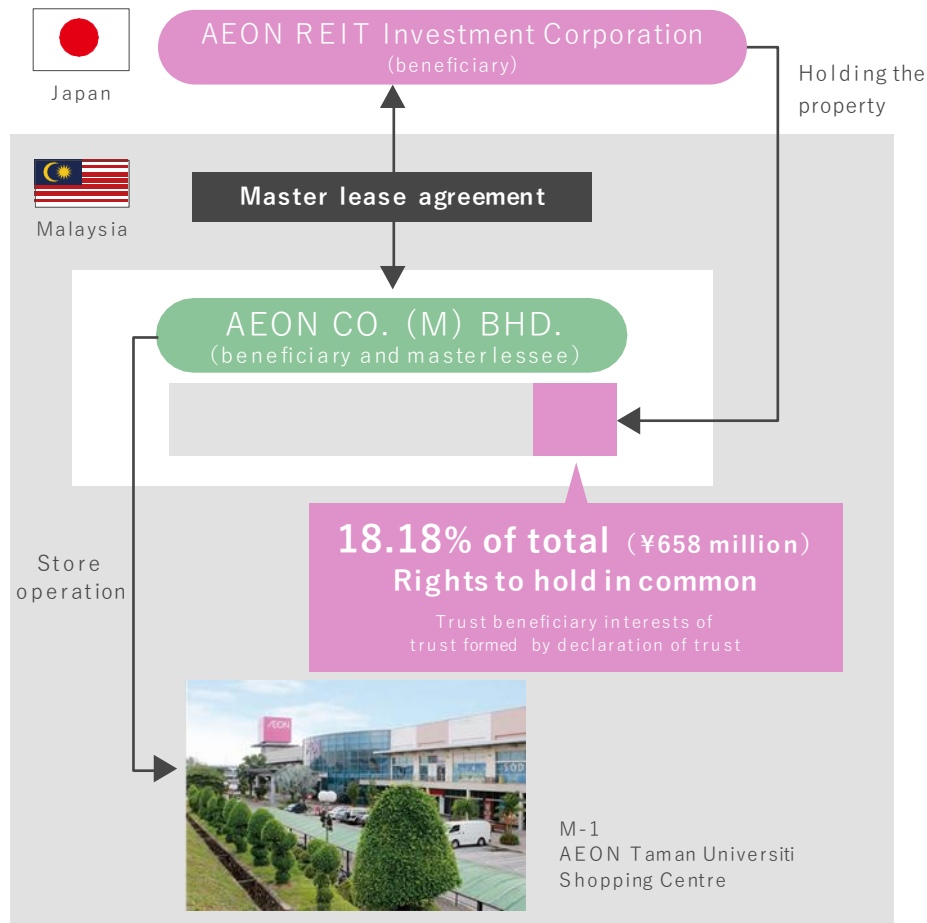 AEON REIT Investment Corporation
(beneficiary)
Japan
Holding the
property
Malaysia
Master lease agreement
AEON CO. (M) BHD.
(beneficiary and master lessee)
18.18% of total (¥658 million)
Rights to hold in common
Trust beneficiary interests of
trust formed by declaration of trust
Store
operation
AEON
M-1
AEON Taman Universiti
Shopping Centre